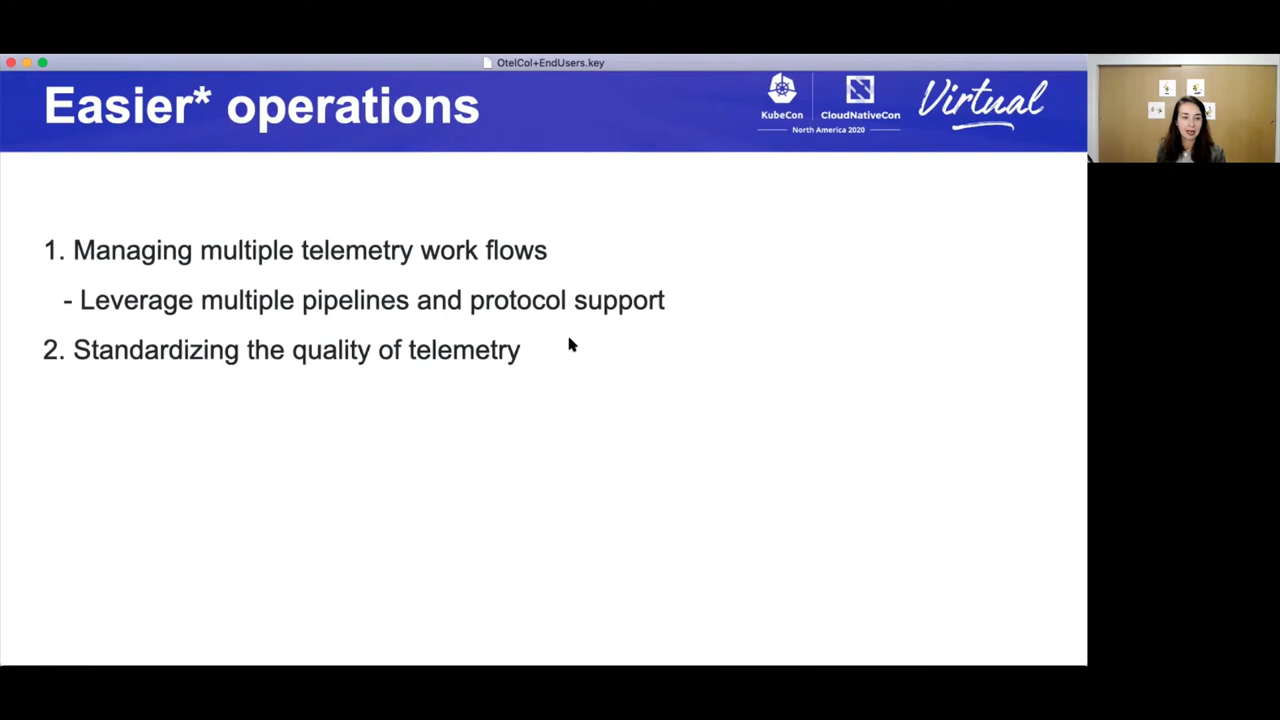 OtelCol+EndUsers.key
Easier* operations
KubeCon
CloudNativeCon
North America 2020
Virtual
1. Managing multiple telemetry work flows
- Leverage multiple pipelines and protocol support
2. Standardizing the quality of telemetry